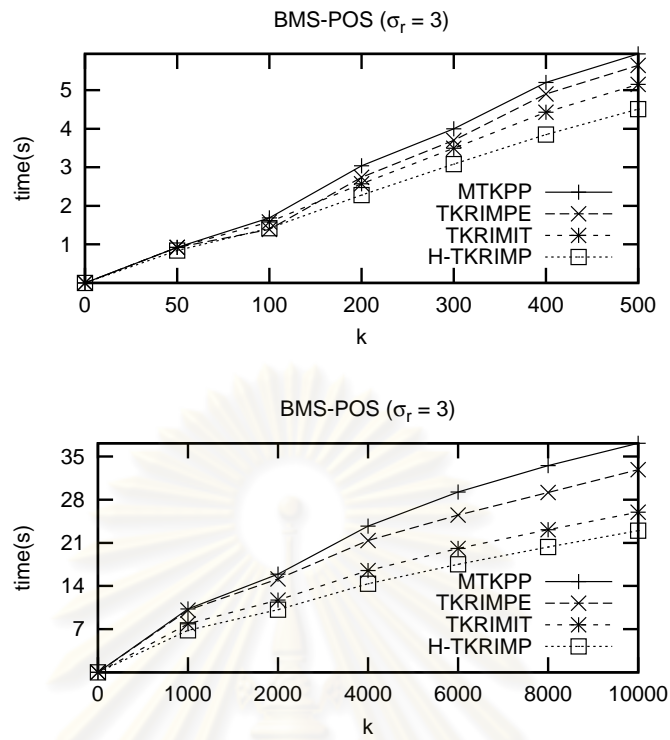 BMS-POS (σr = 3)
5
4
3
2
1
time(s)
MTKPP
TKRIMPE
TKRIMIT
H-TKRIMP
0 50 100 200 300 400 500
k
BMS-POS (σr = 3)
35
28
21
14
7
time(s)
MTKPP
TKRIMPE
TKRIMIT
H-TKRIMP
0 1000 2000 4000 6000 8000 10000
k